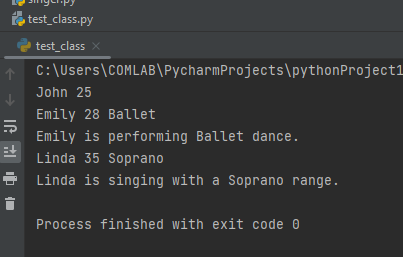 singer.py
test_class.py
test_class
C:\Users\COMLAB\PycharmProjects\pythonProject1
John 25
Emily 28 Ballet
Emily is performing Ballet dance.
Linda 35 Soprano
Linda is singing with a Soprano range.
Process finished with exit code 0